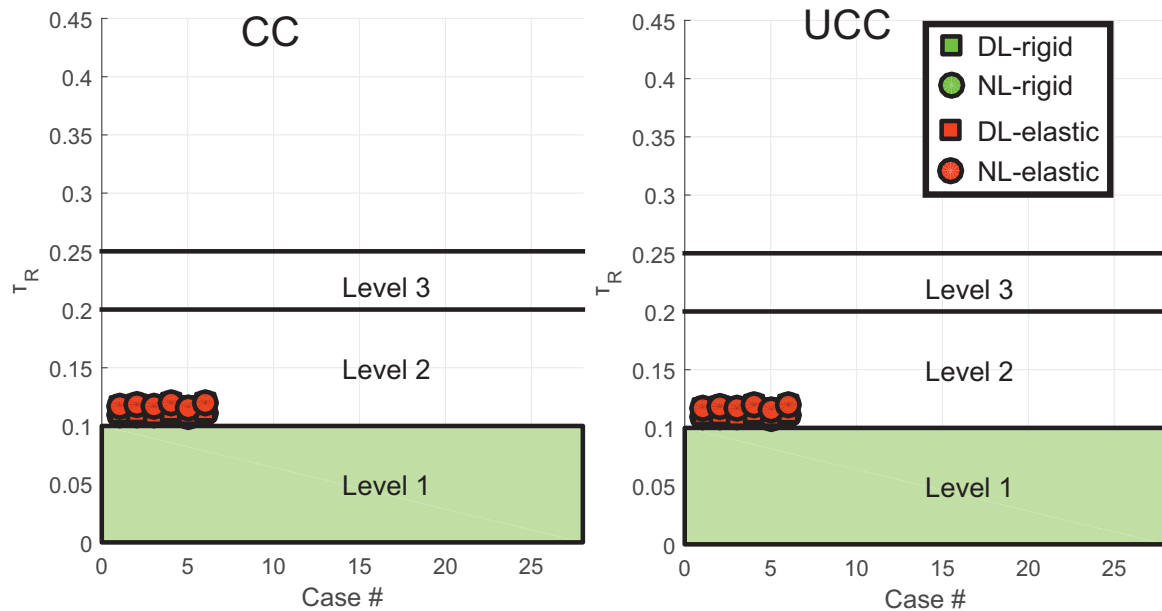 CC
0.45
0.4
0.35
0.3
0.25
0.2
0.15
0.1
0.05
0
τR
Level 3
Level 2
Level 1
0 5 10 15 20 25
Case #
UCC
DL-rigid
NL-rigid
DL-elastic
NL-elastic
0.45
0.4
0.35
0.3
0.25
0.2
0.15
0.1
0.05
0
τR
Level 3
Level 2
Level 1
0 5 10 15 20 25
Case #